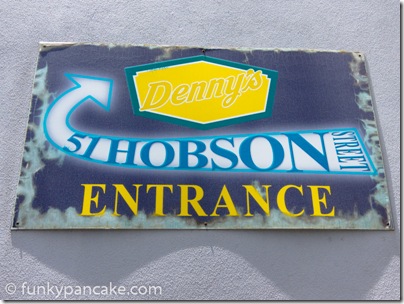 Denny's
51 HOBSON STREET
ENTRANCE
© funkypancake.com